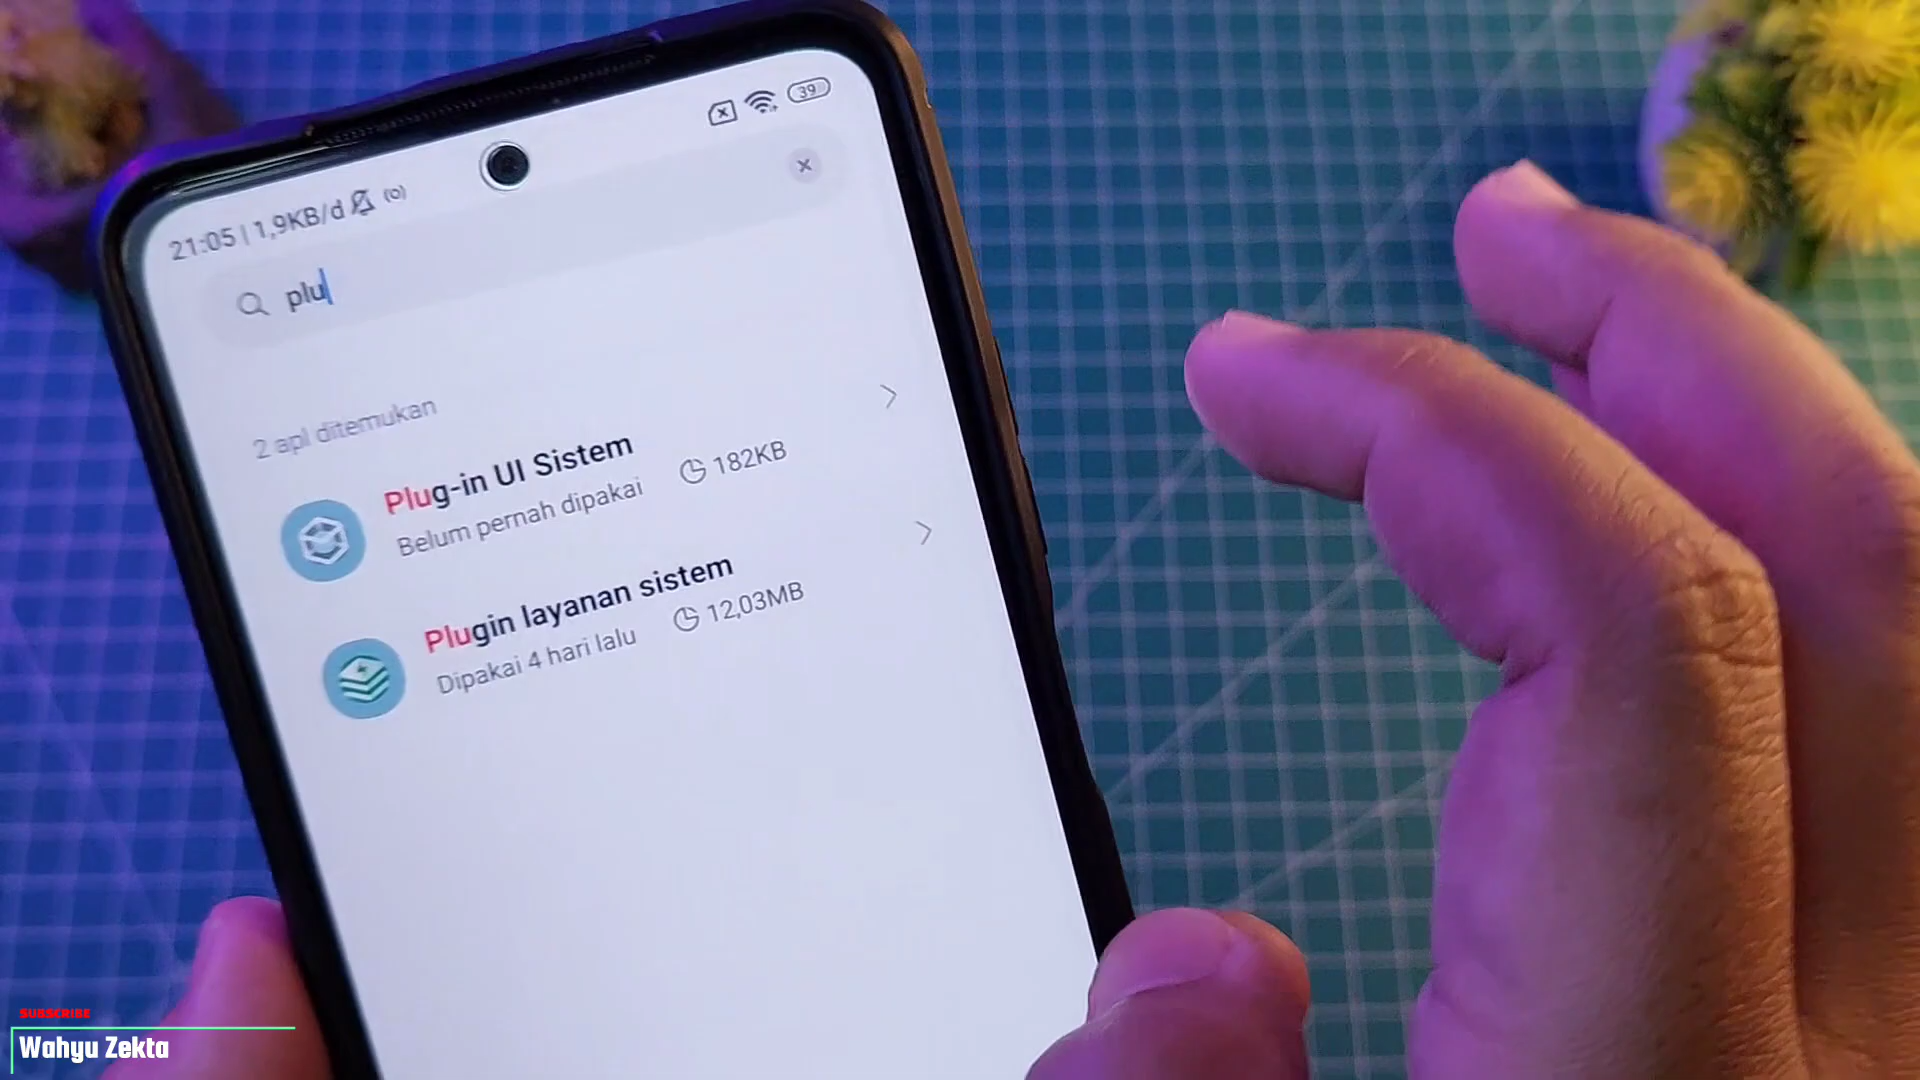 21:05 | 1,9KB/d
39
plu
2 apl ditemukan
Plug-in UI Sistem
Belum pernah dipakai 182KB
Plugin layanan sistem
Dipakai 4 hari lalu 12,03MB
SUBSCRIBE
Wahyu Zekta